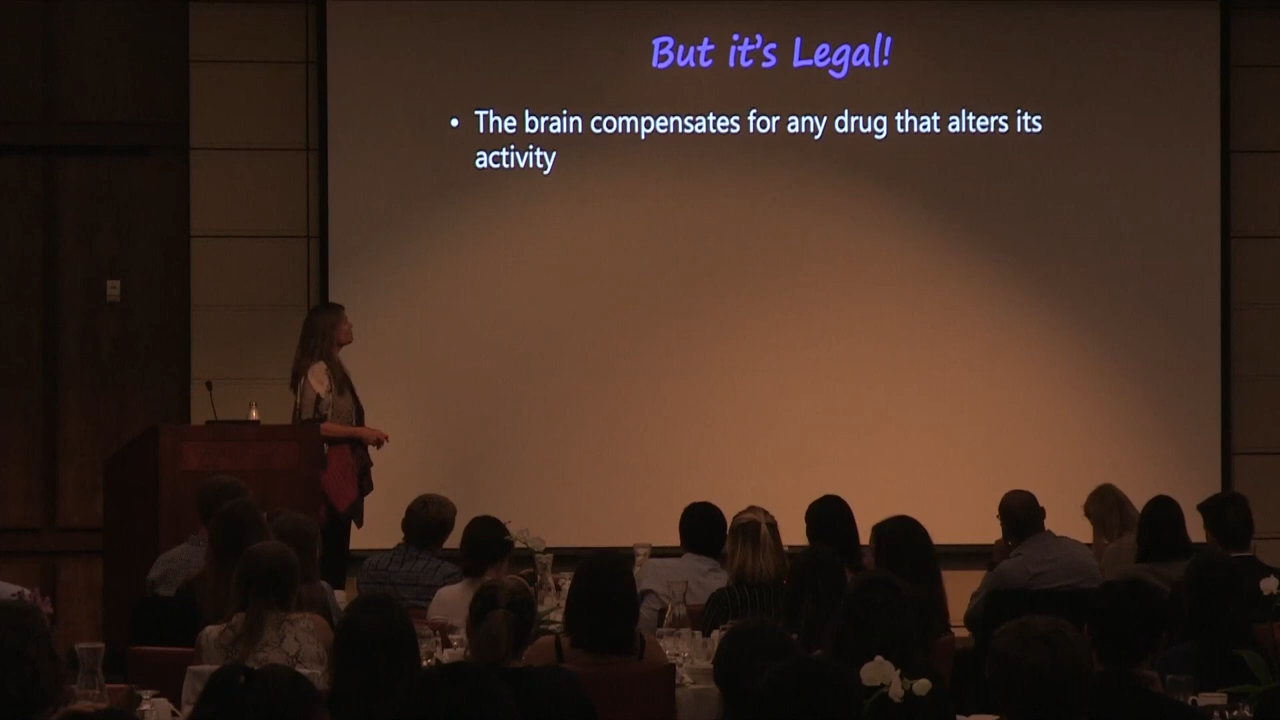 But it's Legal!
• The brain compensates for any drug that alters its
activity